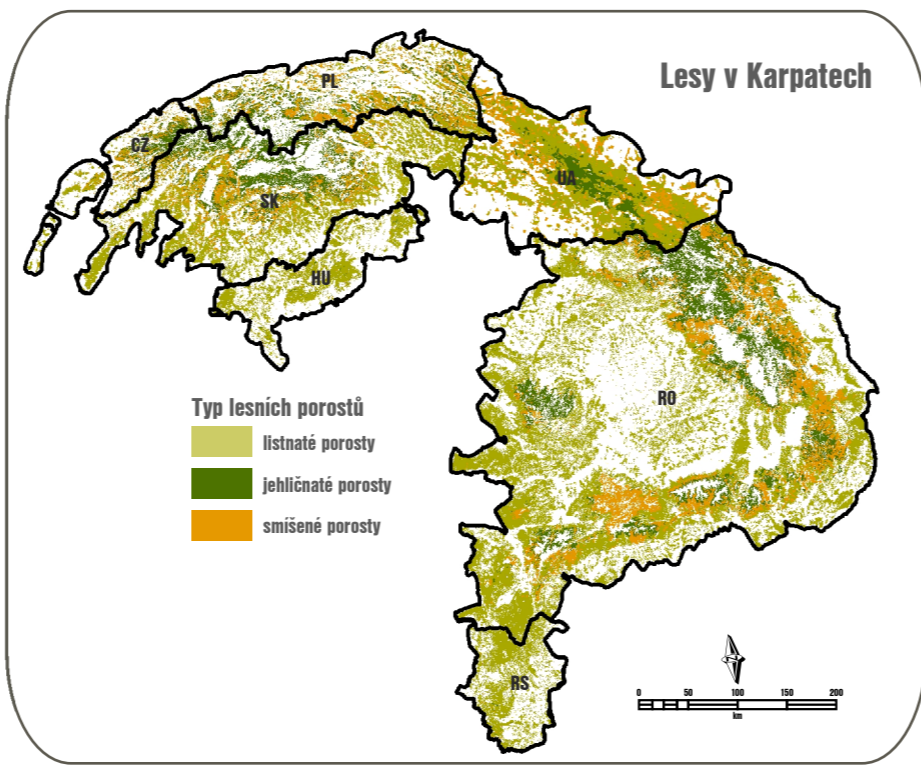 Lesy v Karpatech
PL
CZ
UA
SK
HU
RO
RS
Typ lesních porostů
listnaté porosty
jehličnaté porosty
smíšené porosty
0 50 100 150 200
km